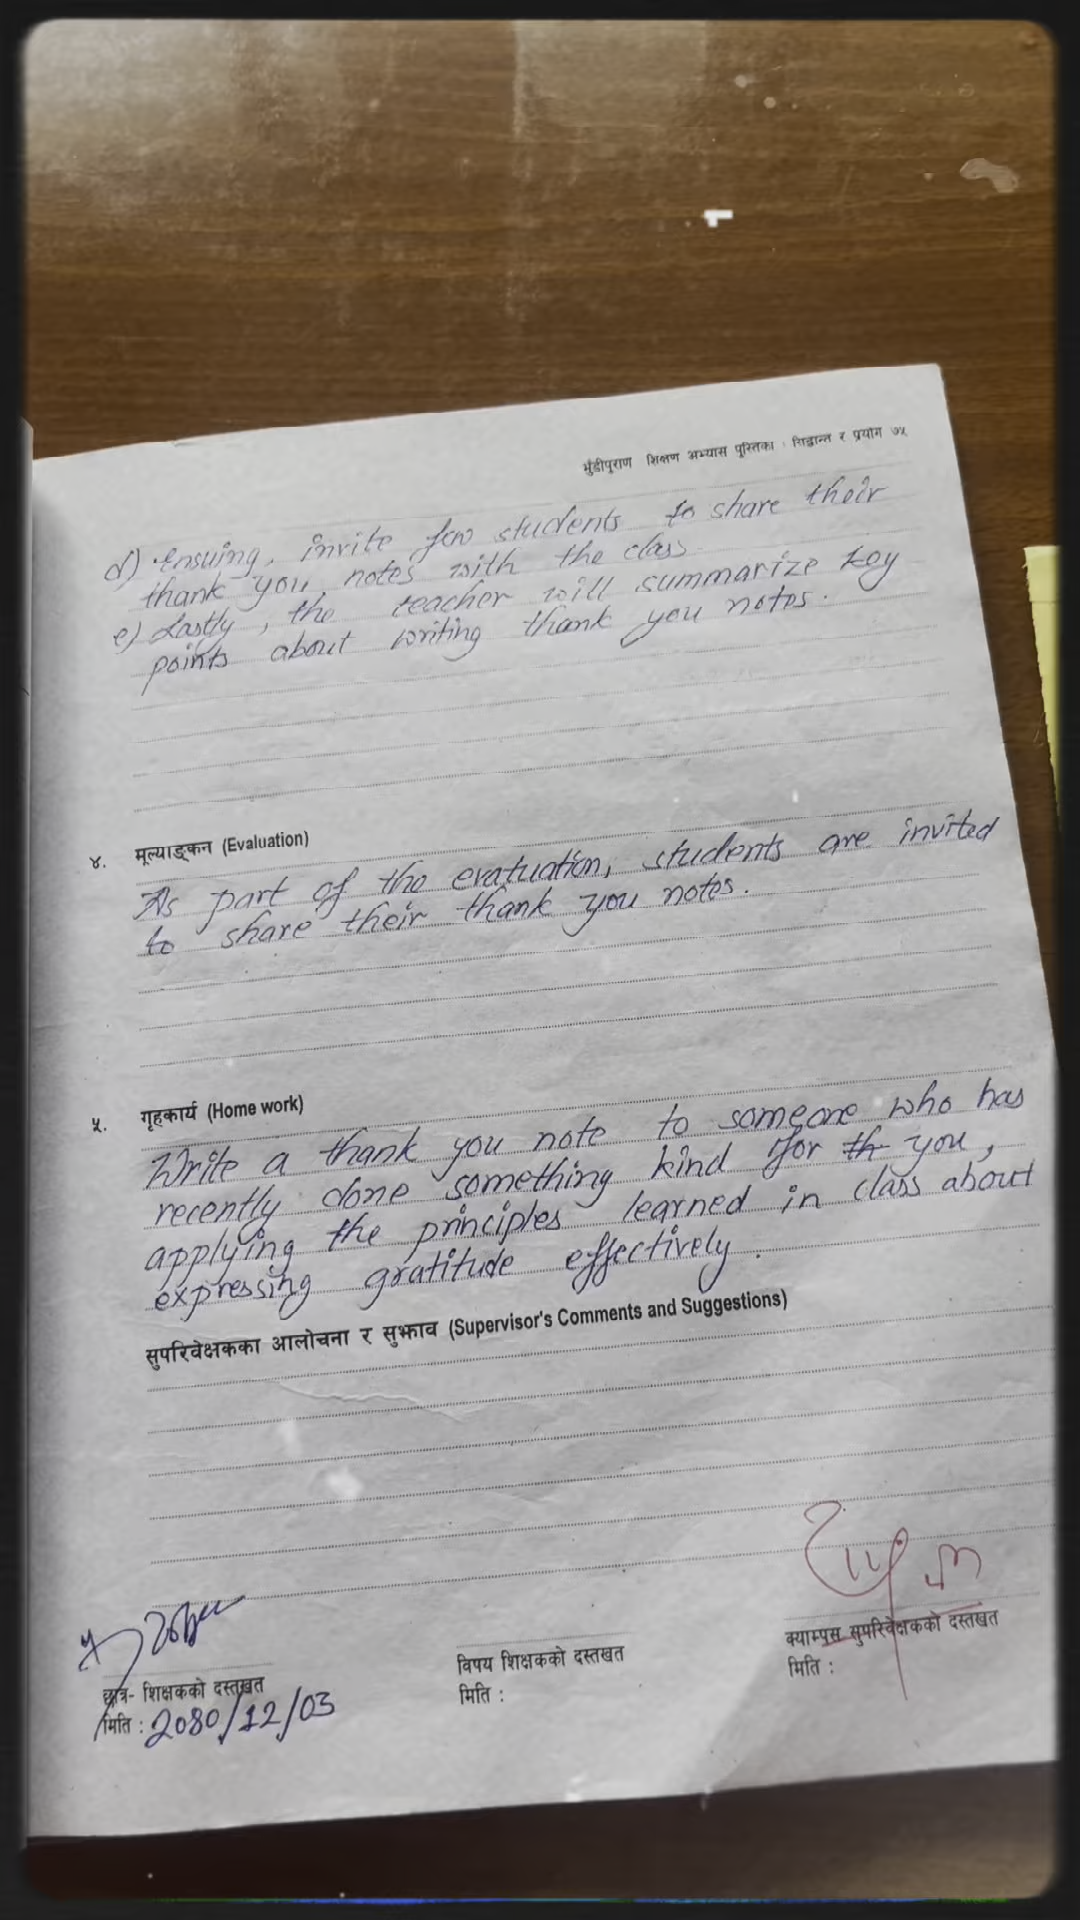 भुँडीपुराण शिक्षण अभ्यास पुस्तिका : सिद्धान्त र प्रयोग ७५
d) Ensuing, invite few students to share their
thank you notes with the class
e) Lastly, the teacher will summarize key
points about writing thank you notes.
४. मूल्याङ्कन (Evaluation)
As part of the evaluation, students are invited
to share their thank you notes.
५. गृहकार्य (Home work)
Write a thank you note to someone who has
recently done something kind for th you,
applying the principles learned in class about
expressing gratitude effectively.
सुपरिवेक्षकका आलोचना र सुझाव (Supervisor's Comments and Suggestions)
छात्र- शिक्षकको दस्तखत
मिति : 2080/12/03
विषय शिक्षकको दस्तखत
मिति :
क्याम्पस सुपरिवेक्षकको दस्तखत
मिति :